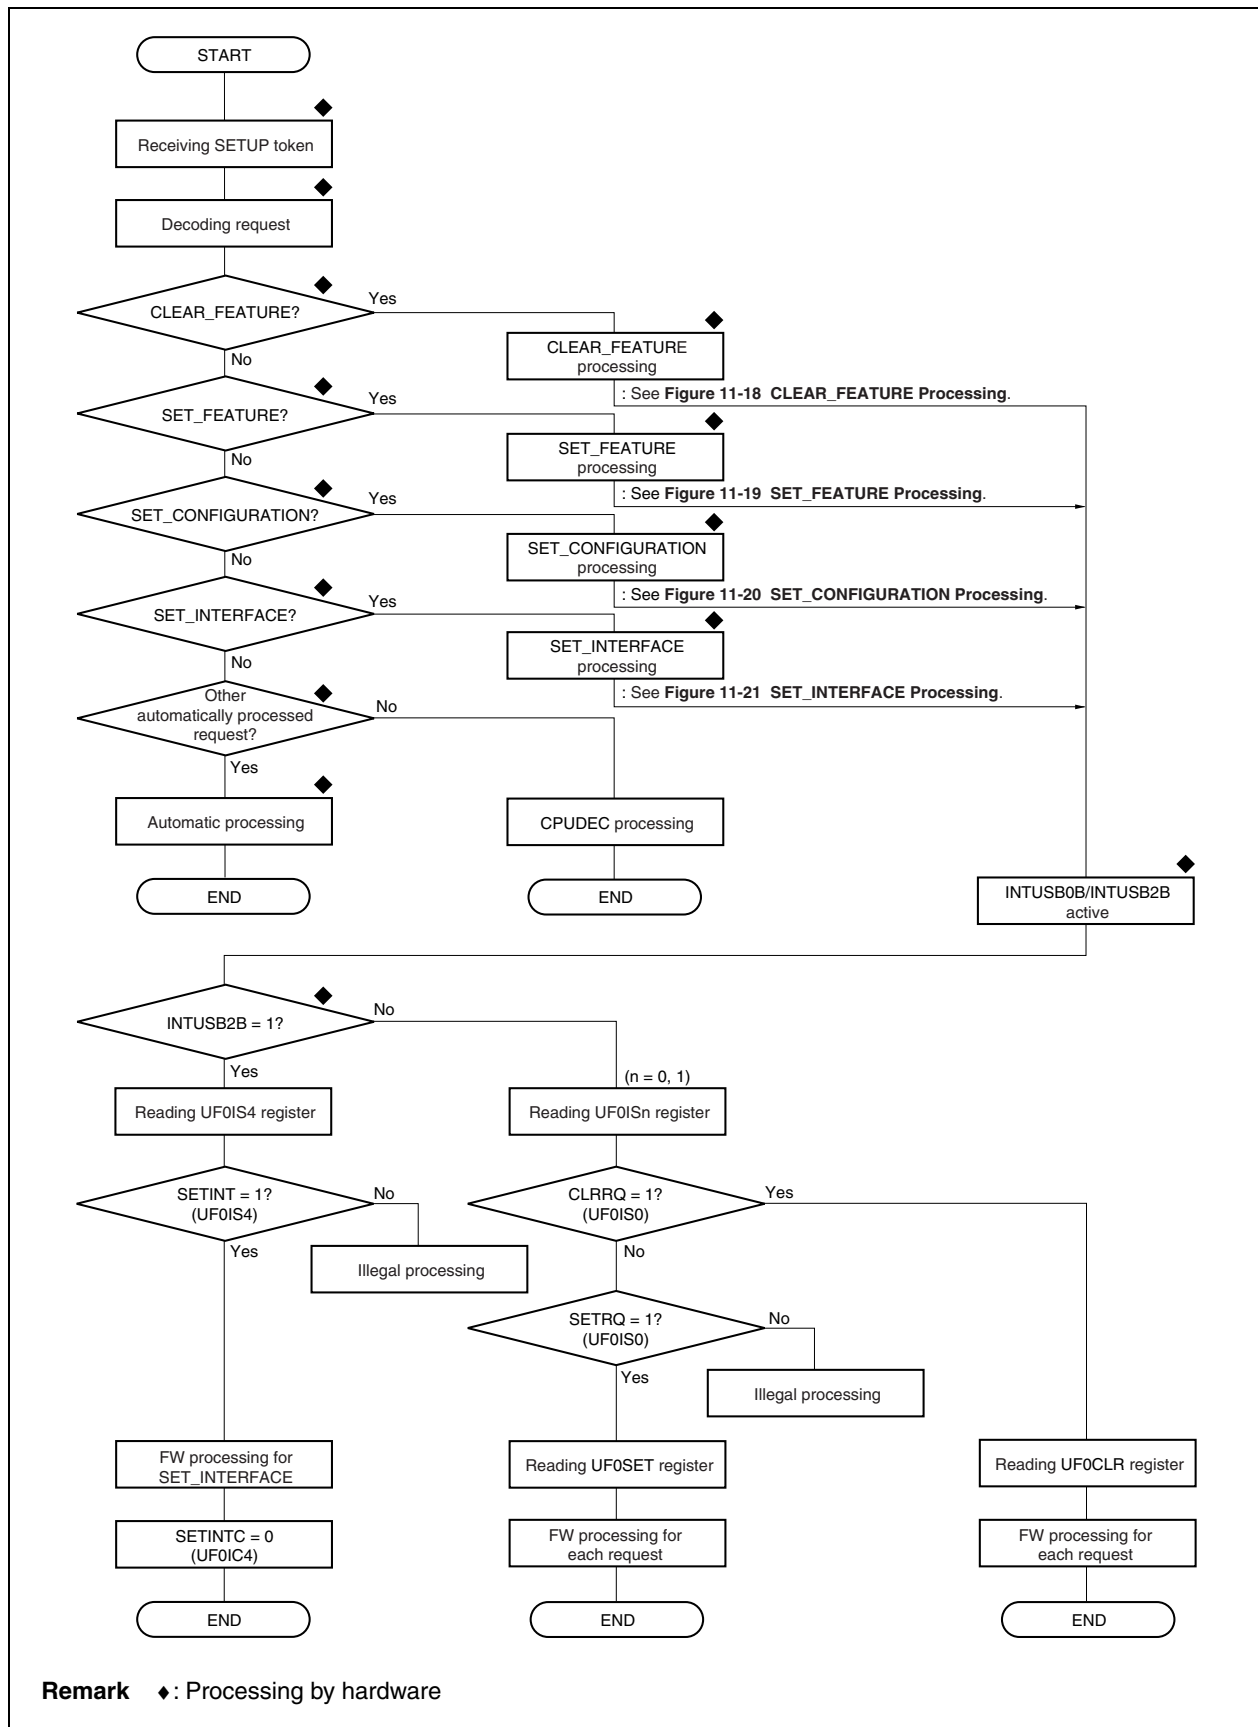 START
Receiving SETUP token
Decoding request
CLEAR_FEATURE?
Yes
No
CLEAR_FEATURE
processing
: See Figure 11-18 CLEAR_FEATURE Processing.
SET_FEATURE?
Yes
No
SET_FEATURE
processing
: See Figure 11-19 SET_FEATURE Processing.
SET_CONFIGURATION?
Yes
No
SET_CONFIGURATION
processing
: See Figure 11-20 SET_CONFIGURATION Processing.
SET_INTERFACE?
Yes
No
SET_INTERFACE
processing
: See Figure 11-21 SET_INTERFACE Processing.
Other
automatically processed
request?
No
Yes
Automatic processing
CPUDEC processing
END
END
INTUSB0B/INTUSB2B
active
INTUSB2B = 1?
No
Yes
(n = 0, 1)
Reading UF0IS4 register
Reading UF0ISn register
SETINT = 1?
(UF0IS4)
No
Yes
Illegal processing
CLRRQ = 1?
(UF0IS0)
Yes
No
SETRQ = 1?
(UF0IS0)
No
Yes
Illegal processing
FW processing for
SET_INTERFACE
Reading UF0SET register
Reading UF0CLR register
SETINTC = 0
(UF0IC4)
FW processing for
each request
FW processing for
each request
END
END
END
Remark ♦: Processing by hardware